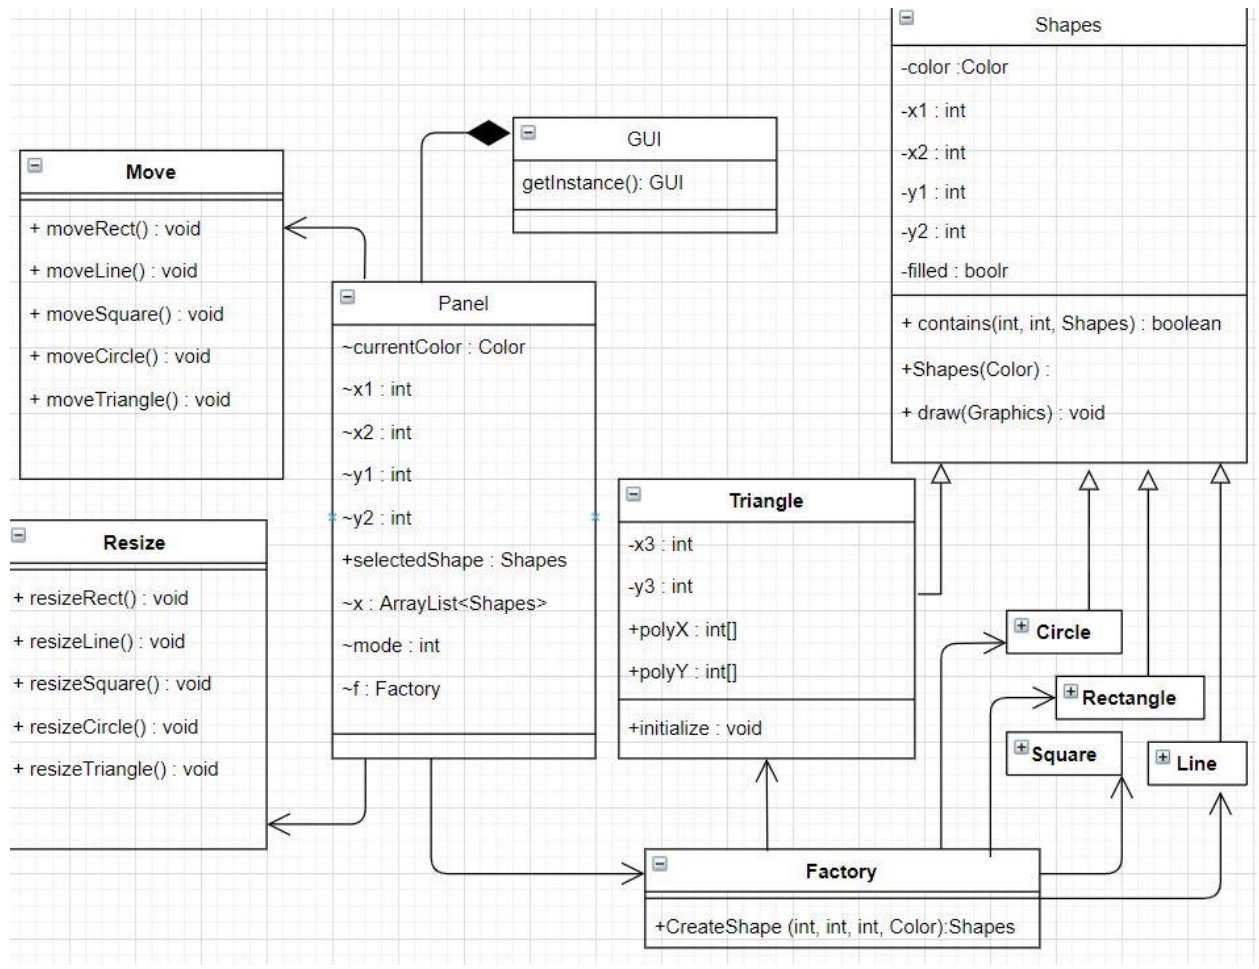 Shapes
-color :Color
-x1 : int
-x2 : int
-y1 : int
-y2 : int
-filled : boolr
+ contains(int, int, Shapes) : boolean
+Shapes(Color) :
+ draw(Graphics) : void
GUI
getInstance(): GUI
Move
+ moveRect() : void
+ moveLine() : void
+ moveSquare() : void
+ moveCircle() : void
+ moveTriangle() : void
Panel
~currentColor : Color
~x1 : int
~x2 : int
~y1 : int
~y2 : int
+selectedShape : Shapes
~x : ArrayList<Shapes>
~mode : int
~f : Factory
Resize
+ resizeRect() : void
+ resizeLine() : void
+ resizeSquare() : void
+ resizeCircle() : void
+ resizeTriangle() : void
Triangle
-x3 : int
-y3 : int
+polyX : int[]
+polyY : int[]
+initialize : void
Circle
Rectangle
Square
Line
Factory
+CreateShape (int, int, int, Color):Shapes